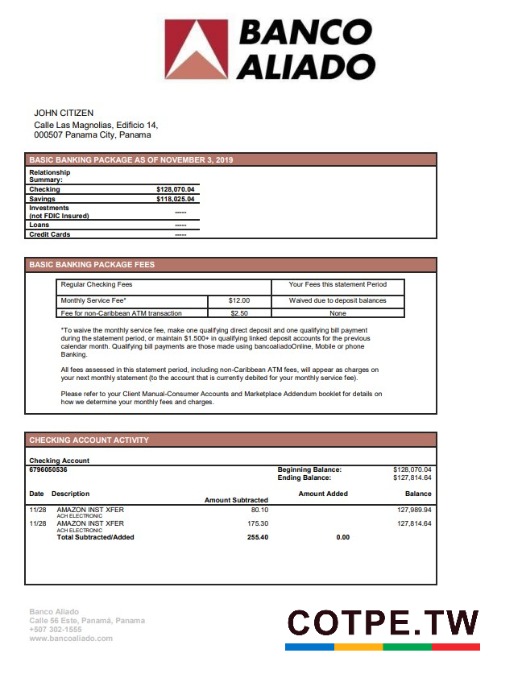 BANCO
ALIADO
JOHN CITIZEN
Calle Las Magnolias, Edificio 14,
000507 Panama City, Panama
BASIC BANKING PACKAGE AS OF NOVEMBER 3, 2019
Relationship
Summary:
Checking $128,070.04
Savings $118,025.04
Investments
(not FDIC Insured) -----
Loans -----
Credit Cards -----
BASIC BANKING PACKAGE FEES
Regular Checking Fees Your Fees this statement Period
Monthly Service Fee* $12.00 Waived due to deposit balances
Fee for non-Caribbean ATM transaction $2.50 None
*To waive the monthly service fee, make one qualifying direct deposit and one qualifying bill payment
during the statement period, or maintain $1.500+ in qualifying linked deposit accounts for the previous
calendar month. Qualifying bill payments are those made using bancoaliadoOnline, Mobile or phone
Banking.
All fees assessed in this statement period, including non-Caribbean ATM fees, will appear as charges on
your next monthly statement (to the account that is currently debited for your monthly service fee).
Please refer to your Client Manual-Consumer Accounts and Marketplace Addendum booklet for details on
how we determine your monthly fees and charges.
CHECKING ACCOUNT ACTIVITY
Checking Account
6796050536 Beginning Balance: $128,070.04
Ending Balance: $127,814.64
Date Description Amount Subtracted Amount Added Balance
11/28 AMAZON INST XFER 80.10 127,989.94
ACH ELECTRONIC
11/28 AMAZON INST XFER 175.30 127,814.64
ACH ELECTRONIC
Total Subtracted/Added 255.40 0.00
Banco Aliado
Calle 56 Este, Panamá, Panama
+507 302-1555
www.bancoaliado.com
COTPE.TW